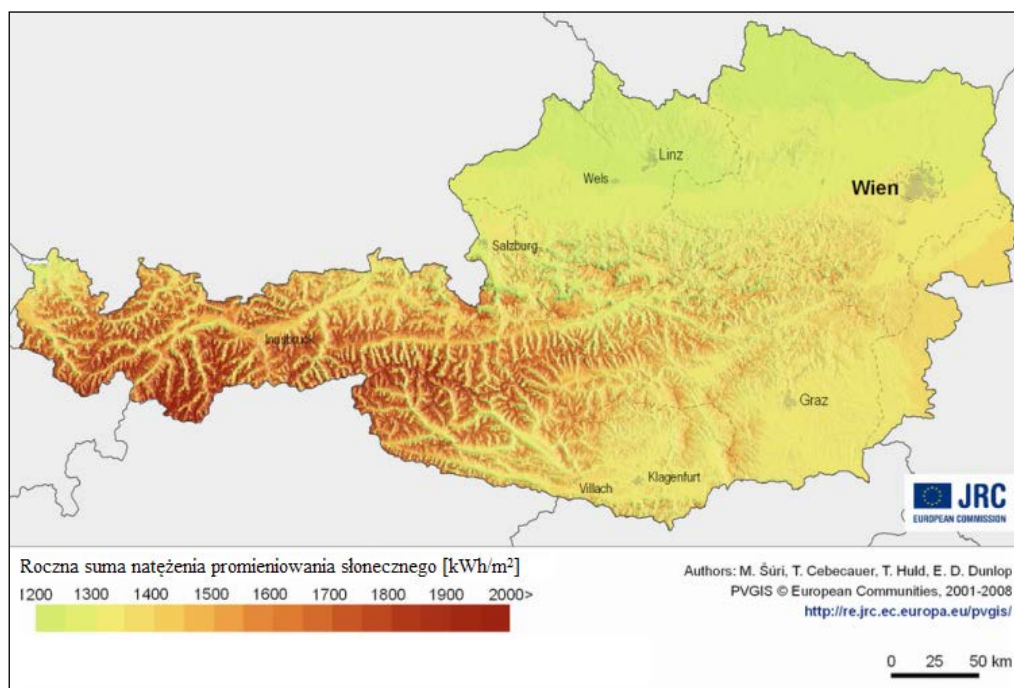 Linz
Wels
Wien
Salzburg
Innsbruck
Graz
Klagenfurt
Villach
JRC
EUROPEAN COMMISSION
Roczna suma natężenia promieniowania słonecznego [kWh/m²]
1200 1300 1400 1500 1600 1700 1800 1900 2000>
Authors: M. Šúri, T. Cebecauer, T. Huld, E. D. Dunlop
PVGIS © European Communities, 2001-2008
http://re.jrc.ec.europa.eu/pvgis/
0 25 50 km